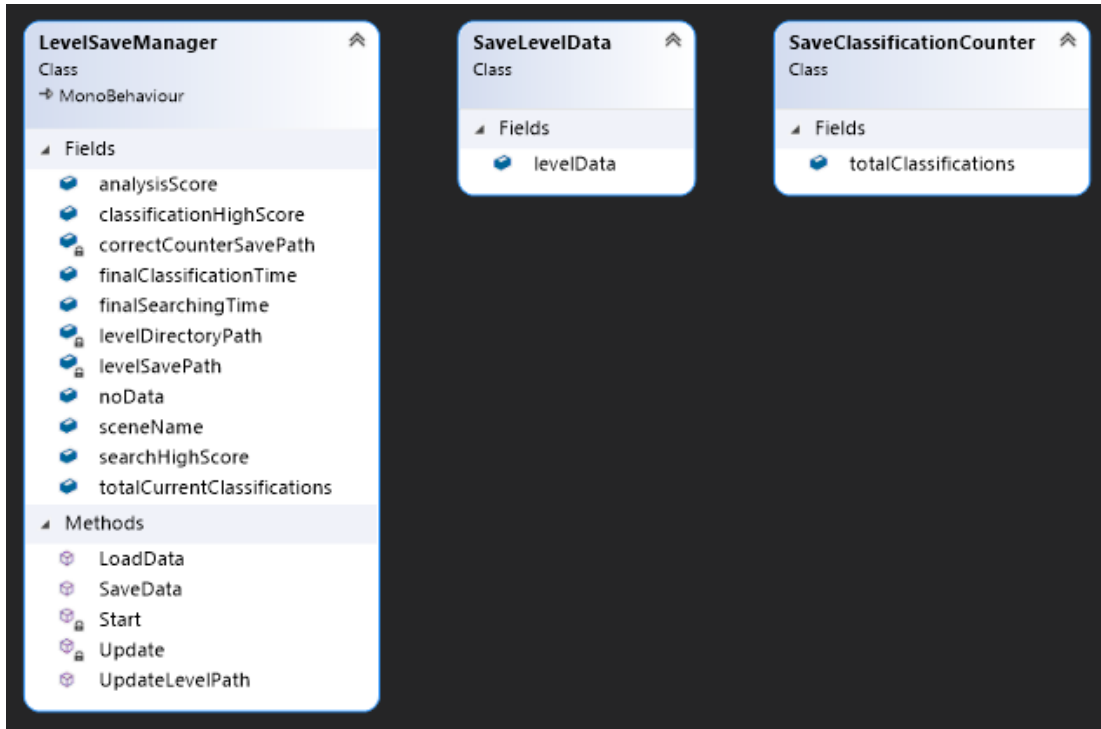 LevelSaveManager
Class
MonoBehaviour
Fields
analysisScore
classificationHighScore
correctCounterSavePath
finalClassificationTime
finalSearchingTime
levelDirectoryPath
levelSavePath
noData
sceneName
searchHighScore
totalCurrentClassifications
Methods
LoadData
SaveData
Start
Update
UpdateLevelPath
SaveLevelData
Class
Fields
levelData
SaveClassificationCounter
Class
Fields
totalClassifications